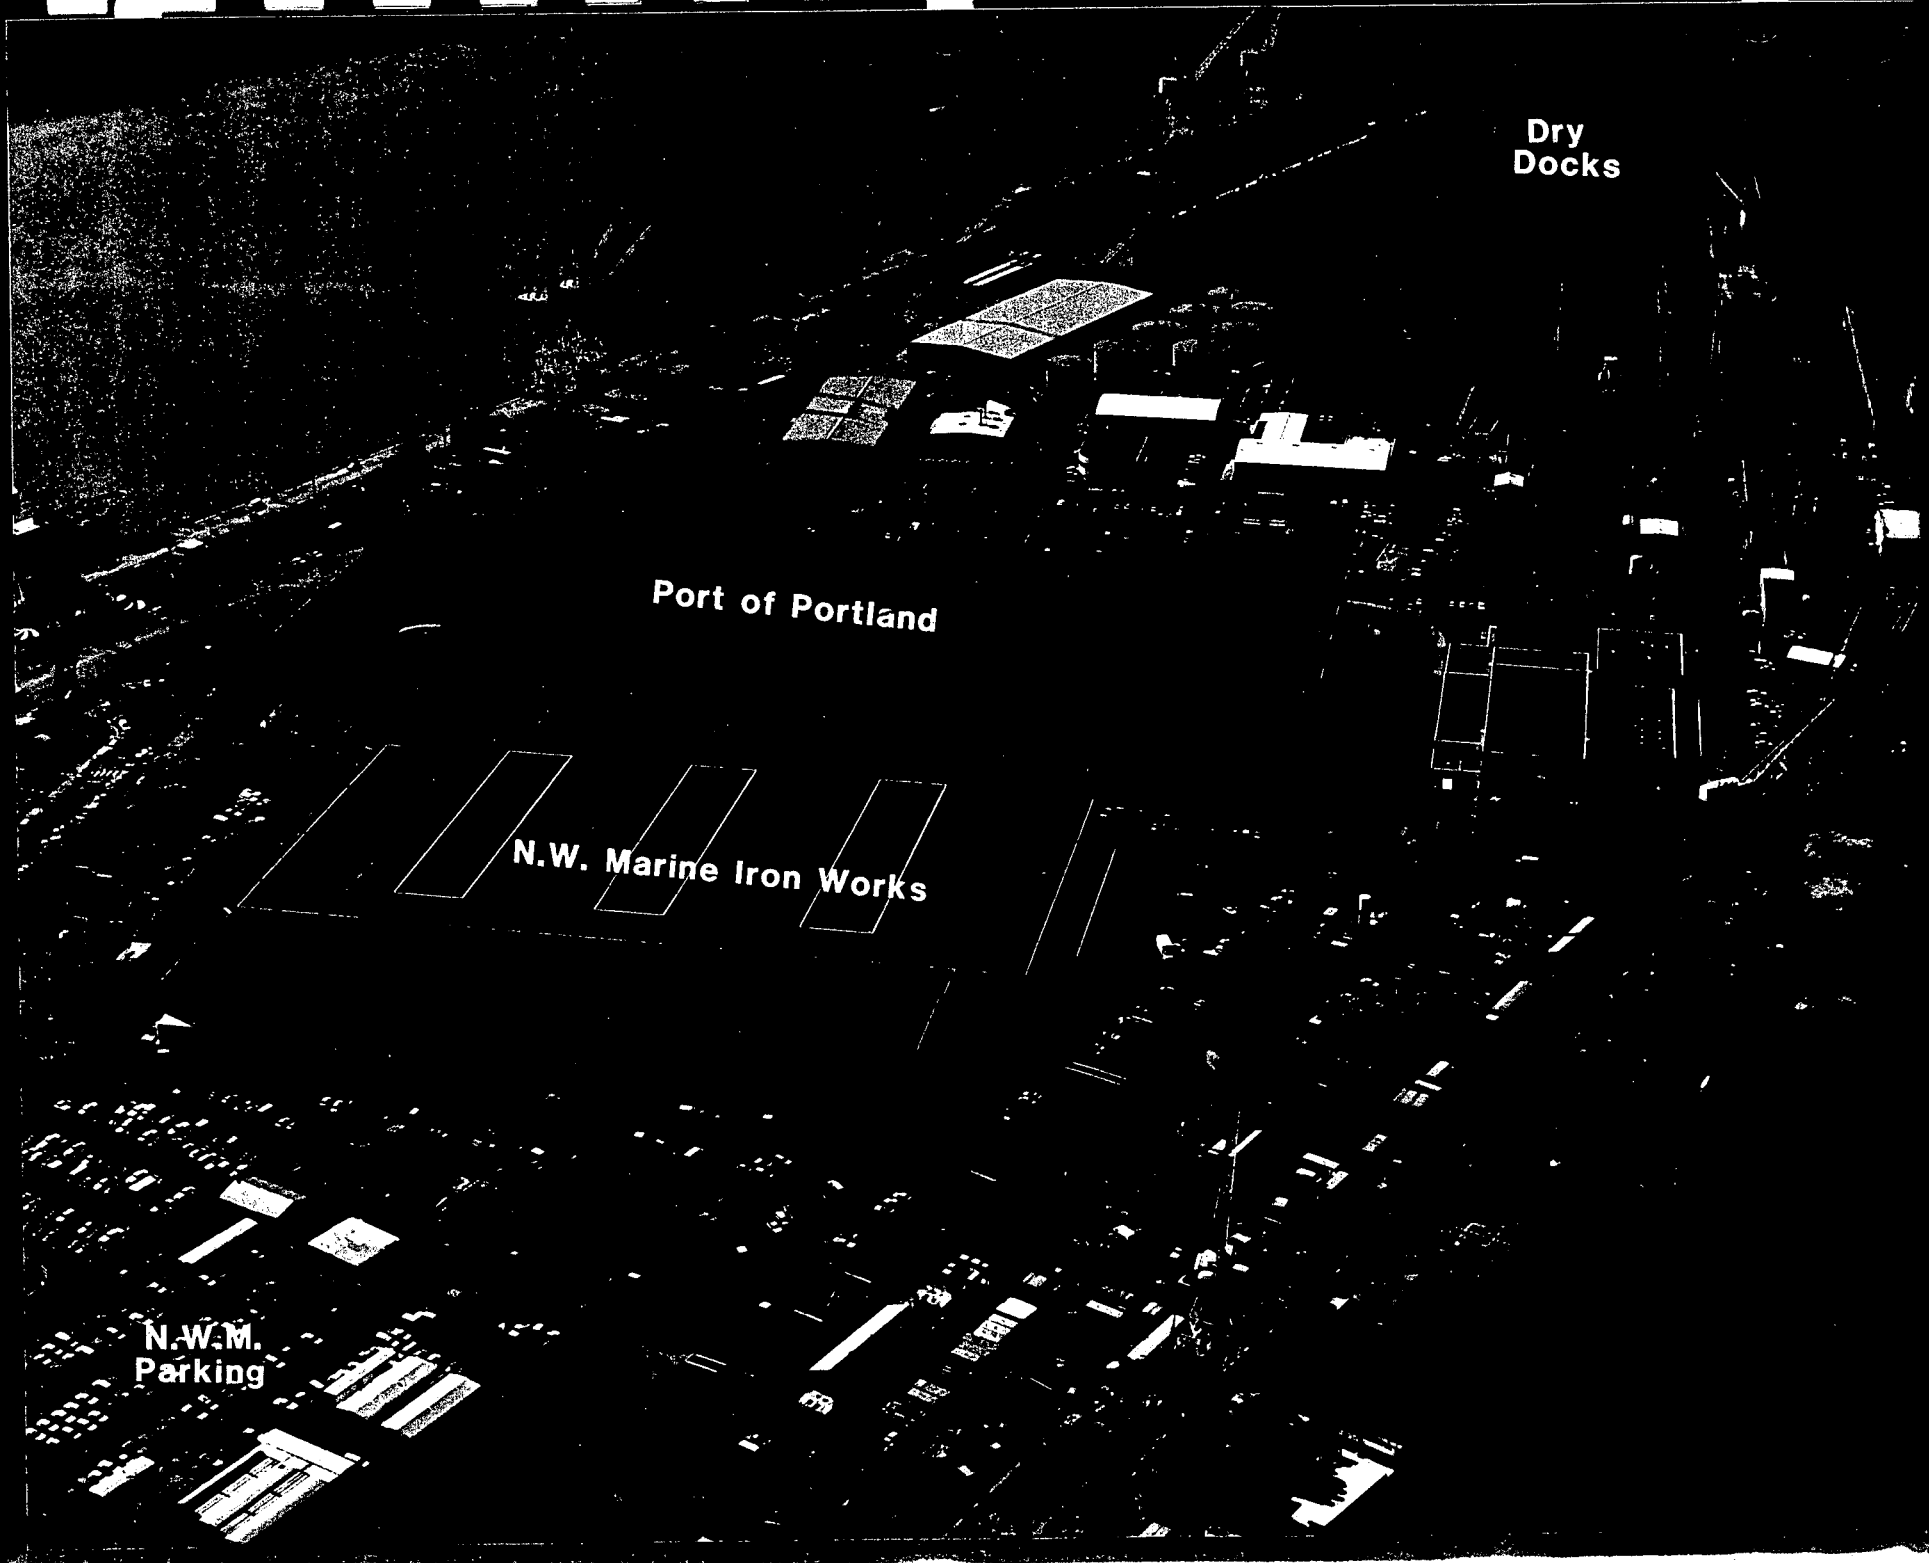 Dry
Docks
Port of Portland
N.W. Marine Iron Works
N.W.M.
Parking